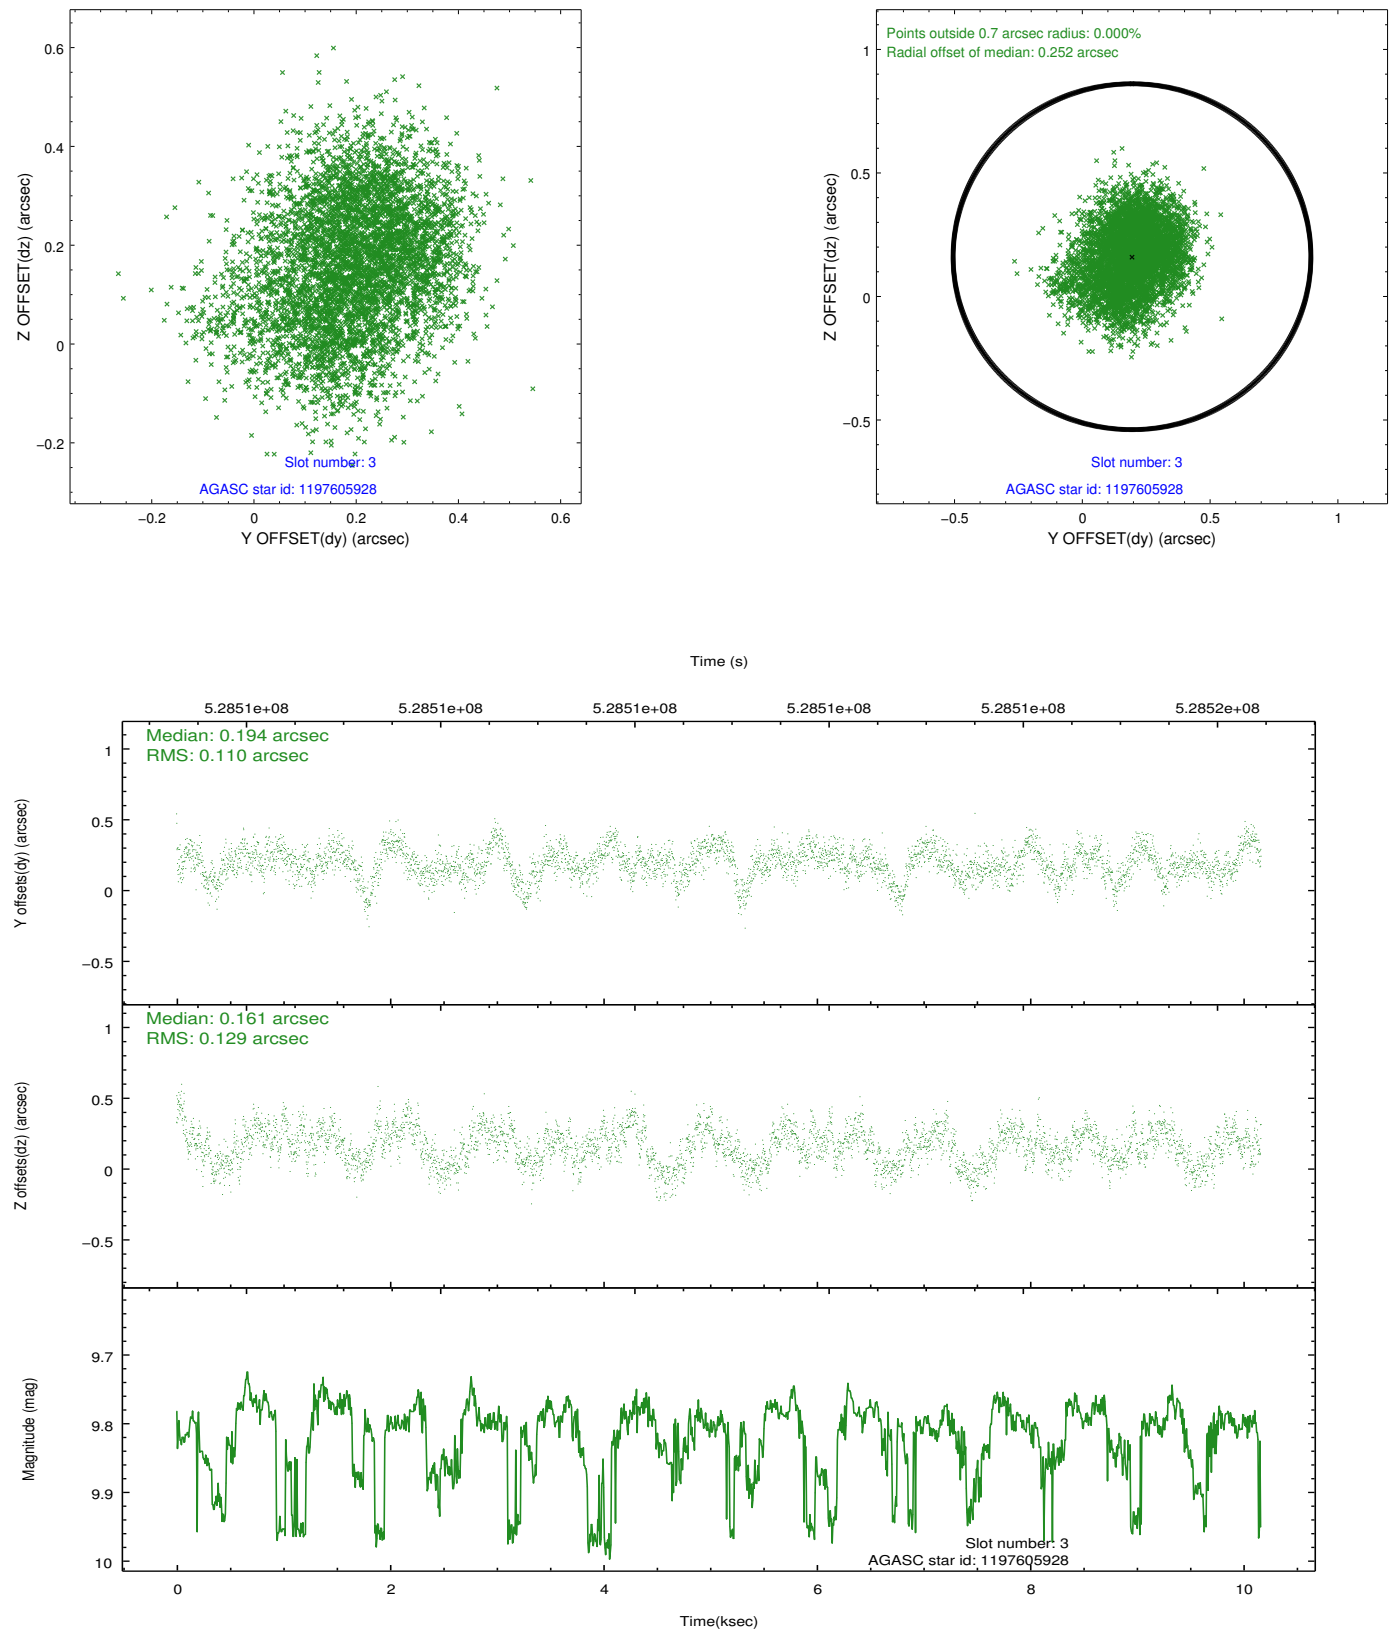 0.6
0.4
0.2
0
−0.2
Z OFFSET(dz) (arcsec)
Slot number: 3
AGASC star id: 1197605928
−0.2 0 0.2 0.4 0.6
Y OFFSET(dy) (arcsec)
Points outside 0.7 arcsec radius: 0.000%
Radial offset of median: 0.252 arcsec
1
0.5
0
−0.5
Z OFFSET(dz) (arcsec)
Slot number: 3
AGASC star id: 1197605928
−0.5 0 0.5 1
Y OFFSET(dy) (arcsec)
Time (s)
5.2851e+08 5.2851e+08 5.2851e+08 5.2851e+08 5.2851e+08 5.2852e+08
Median: 0.194 arcsec
RMS: 0.110 arcsec
1
0.5
0
−0.5
Y offsets(dy) (arcsec)
Median: 0.161 arcsec
RMS: 0.129 arcsec
1
0.5
0
−0.5
Z offsets(dz) (arcsec)
9.7
9.8
9.9
10
Magnitude (mag)
Slot number: 3
AGASC star id: 1197605928
0 2 4 6 8 10
Time(ksec)